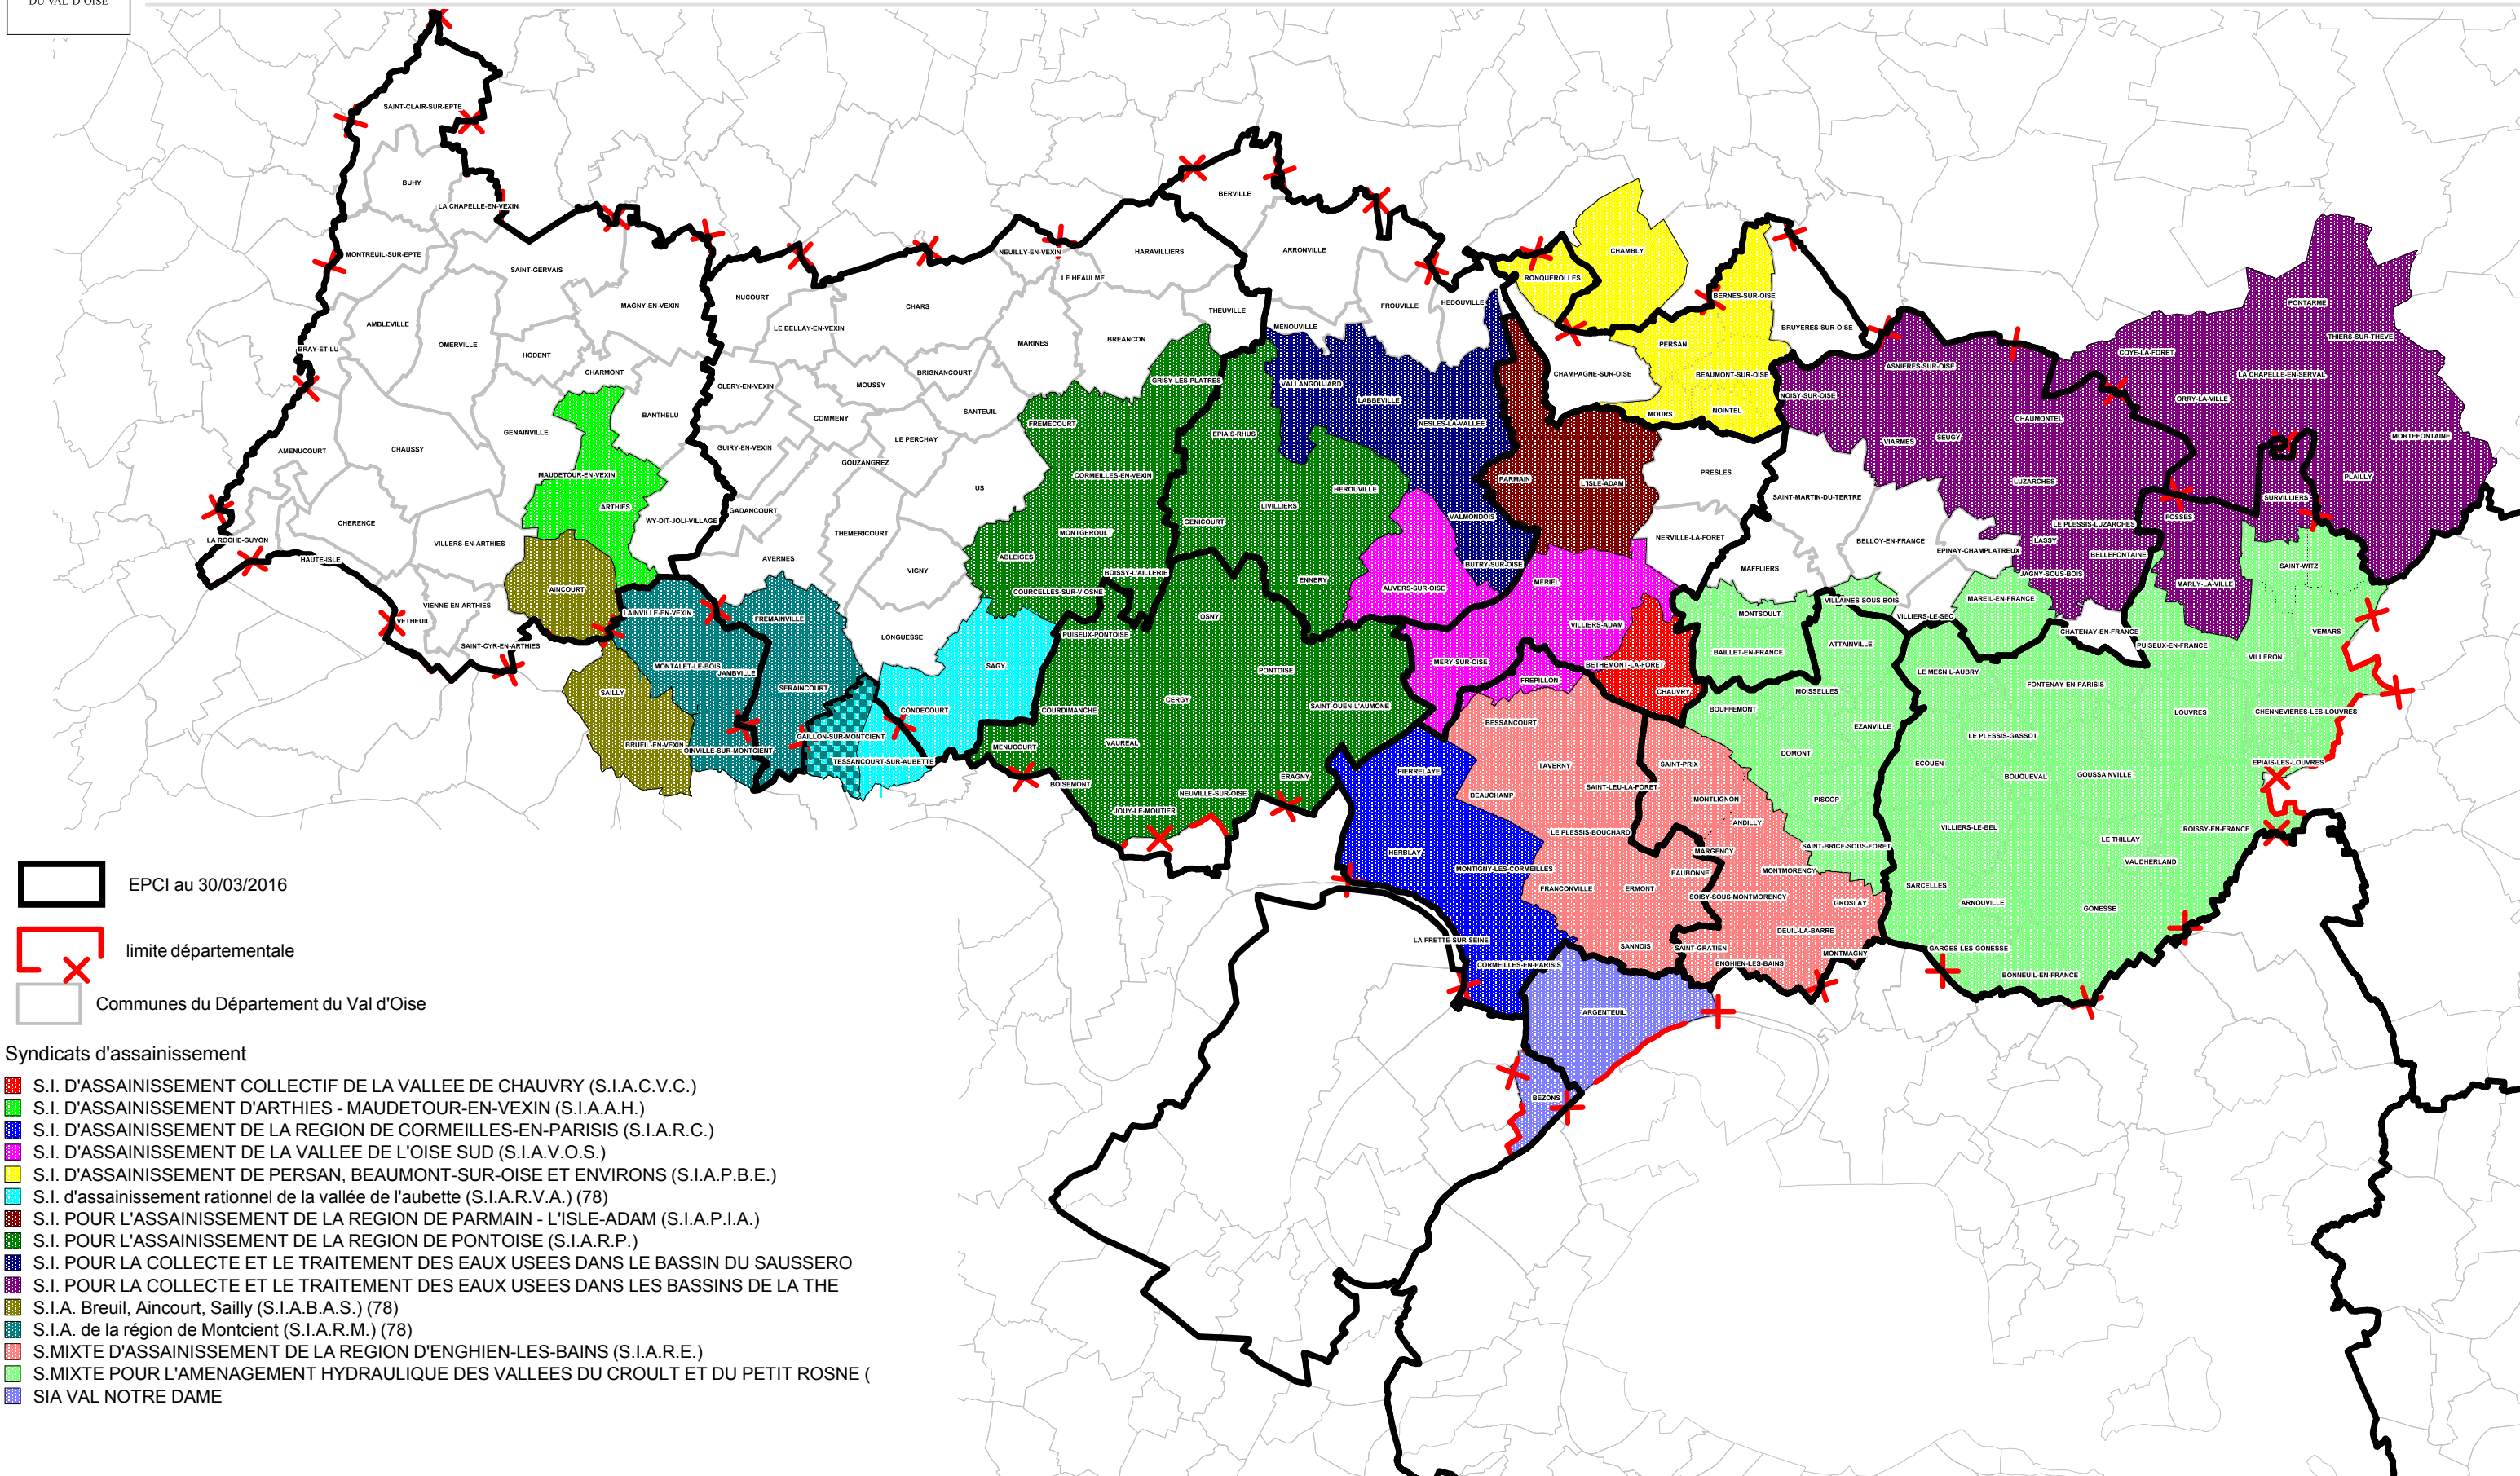 DU VAL-D'OISE
SAINT-CLAIR-SUR-EPTE
BUHY
LA CHAPELLE-EN-VEXIN
MONTREUIL-SUR-EPTE
SAINT-GERVAIS
MAGNY-EN-VEXIN
AMBLEVILLE
OMERVILLE
BRAY-ET-LU
HODENT
CHARMONT
BANTHELU
GENAINVILLE
CHAUSSY
AMENUCOURT
MAUDETOUR-EN-VEXIN
ARTHIES
WY-DIT-JOLI-VILLAGE
CHERENCE
LA ROCHE-GUYON
HAUTE-ISLE
VILLERS-EN-ARTHIES
VIENNE-EN-ARTHIES
VETHEUIL
SAINT-CYR-EN-ARTHIES
AINCOURT
LAINVILLE-EN-VEXIN
FREMAINVILLE
MONTALET-LE-BOIS
JAMBVILLE
SERAINCOURT
SAILLY
BRUEIL-EN-VEXIN
OINVILLE-SUR-MONTCIENT
GAILLON-SUR-MONTCIENT
TESSANCOURT-SUR-AUBETTE
CONDECOURT
SAGY
LONGUESSE
NUCOURT
LE BELLAY-EN-VEXIN
CHARS
NEUILLY-EN-VEXIN
LE HEAULME
HARAVILLIERS
BERVILLE
ARRONVILLE
THEUVILLE
MENOUVILLE
FROUVILLE
HEDOUVILLE
MARINES
BREANCON
CLERY-EN-VEXIN
MOUSSY
BRIGNANCOURT
COMMENY
SANTEUIL
GUIRY-EN-VEXIN
LE PERCHAY
GOUZANGREZ
US
GADANCOURT
THEMERICOURT
AVERNES
VIGNY
GRISY-LES-PLATRES
FREMECOURT
CORMEILLES-EN-VEXIN
EPIAIS-RHUS
HEROUVILLE
LIVILLIERS
GENICOURT
MONTGEROULT
ABLEIGES
BOISSY-L'AILLERIE
COURCELLES-SUR-VIOSNE
ENNERY
OSNY
PUISEUX-PONTOISE
PONTOISE
CERGY
SAINT-OUEN-L'AUMONE
COURDIMANCHE
VAUREAL
MENUCOURT
BOISEMONT
JOUY-LE-MOUTIER
NEUVILLE-SUR-OISE
ERAGNY
VALLANGOUJARD
LABBEVILLE
NESLES-LA-VALLEE
VALMONDOIS
BUTRY-SUR-OISE
AUVERS-SUR-OISE
PARMAIN
L'ISLE-ADAM
MERIEL
VILLIERS-ADAM
MERY-SUR-OISE
FREPILLON
BETHEMONT-LA-FORET
CHAUVRY
RONQUEROLLES
CHAMBLY
BERNES-SUR-OISE
BRUYERES-SUR-OISE
PERSAN
CHAMPAGNE-SUR-OISE
BEAUMONT-SUR-OISE
MOURS
NOINTEL
PRESLES
NERVILLE-LA-FORET
SAINT-MARTIN-DU-TERTRE
MAFFLIERS
BELLOY-EN-FRANCE
EPINAY-CHAMPLATREUX
VILLIERS-LE-SEC
NOISY-SUR-OISE
ASNIERES-SUR-OISE
VIARMES
SEUGY
CHAUMONTEL
LUZARCHES
LE PLESSIS-LUZARCHES
LASSY
BELLEFONTAINE
JAGNY-SOUS-BOIS
CHATENAY-EN-FRANCE
COYE-LA-FORET
PONTARME
THIERS-SUR-THEVE
LA CHAPELLE-EN-SERVAL
ORRY-LA-VILLE
MORTEFONTAINE
PLAILLY
SURVILLIERS
FOSSES
MARLY-LA-VILLE
SAINT-WITZ
VEMARS
PUISEUX-EN-FRANCE
VILLERON
LOUVRES
CHENNEVIERES-LES-LOUVRES
EPIAIS-LES-LOUVRES
ROISSY-EN-FRANCE
MONTSOULT
VILLAINES-SOUS-BOIS
MAREIL-EN-FRANCE
ATTAINVILLE
BAILLET-EN-FRANCE
LE MESNIL-AUBRY
FONTENAY-EN-PARISIS
MOISSELLES
BOUFFEMONT
EZANVILLE
LE PLESSIS-GASSOT
DOMONT
ECOUEN
BOUQUEVAL
GOUSSAINVILLE
PISCOP
VILLIERS-LE-BEL
LE THILLAY
VAUDHERLAND
SAINT-BRICE-SOUS-FORET
SARCELLES
ARNOUVILLE
GONESSE
GARGES-LES-GONESSE
BONNEUIL-EN-FRANCE
BESSANCOURT
TAVERNY
SAINT-PRIX
SAINT-LEU-LA-FORET
BEAUCHAMP
MONTLIGNON
ANDILLY
LE PLESSIS-BOUCHARD
MARGENCY
MONTMORENCY
EAUBONNE
FRANCONVILLE
ERMONT
SOISY-SOUS-MONTMORENCY
GROSLAY
DEUIL-LA-BARRE
SANNOIS
SAINT-GRATIEN
MONTMAGNY
ENGHIEN-LES-BAINS
PIERRELAYE
HERBLAY
MONTIGNY-LES-CORMEILLES
LA FRETTE-SUR-SEINE
CORMEILLES-EN-PARISIS
ARGENTEUIL
BEZONS
EPCI au 30/03/2016
limite départementale
Communes du Département du Val d'Oise
Syndicats d'assainissement
S.I. D'ASSAINISSEMENT COLLECTIF DE LA VALLEE DE CHAUVRY (S.I.A.C.V.C.)
S.I. D'ASSAINISSEMENT D'ARTHIES - MAUDETOUR-EN-VEXIN (S.I.A.A.H.)
S.I. D'ASSAINISSEMENT DE LA REGION DE CORMEILLES-EN-PARISIS (S.I.A.R.C.)
S.I. D'ASSAINISSEMENT DE LA VALLEE DE L'OISE SUD (S.I.A.V.O.S.)
S.I. D'ASSAINISSEMENT DE PERSAN, BEAUMONT-SUR-OISE ET ENVIRONS (S.I.A.P.B.E.)
S.I. d'assainissement rationnel de la vallée de l'aubette (S.I.A.R.V.A.) (78)
S.I. POUR L'ASSAINISSEMENT DE LA REGION DE PARMAIN - L'ISLE-ADAM (S.I.A.P.I.A.)
S.I. POUR L'ASSAINISSEMENT DE LA REGION DE PONTOISE (S.I.A.R.P.)
S.I. POUR LA COLLECTE ET LE TRAITEMENT DES EAUX USEES DANS LE BASSIN DU SAUSSERO
S.I. POUR LA COLLECTE ET LE TRAITEMENT DES EAUX USEES DANS LES BASSINS DE LA THE
S.I.A. Breuil, Aincourt, Sailly (S.I.A.B.A.S.) (78)
S.I.A. de la région de Montcient (S.I.A.R.M.) (78)
S.MIXTE D'ASSAINISSEMENT DE LA REGION D'ENGHIEN-LES-BAINS (S.I.A.R.E.)
S.MIXTE POUR L'AMENAGEMENT HYDRAULIQUE DES VALLEES DU CROULT ET DU PETIT ROSNE (
SIA VAL NOTRE DAME